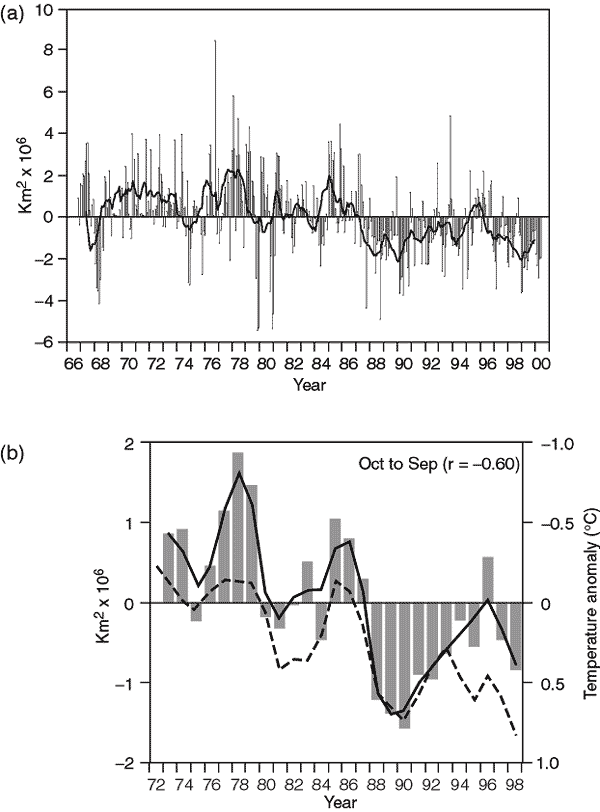 (a)
10
8
6
4
2
0
−2
−4
−6
Km² x 10⁶
66 68 70 72 74 76 78 80 82 84 86 88 90 92 94 96 98 00
Year
(b)
Oct to Sep (r = −0.60)
2
1
0
−1
−2
Km² x 10⁶
−1.0
−0.5
0
0.5
1.0
Temperature anomaly (°C)
72 74 76 78 80 82 84 86 88 90 92 94 96 98
Year